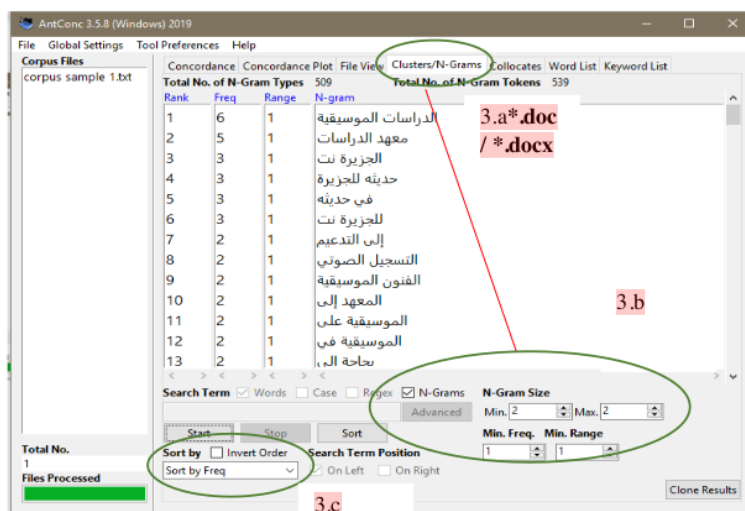 AntConc 3.5.8 (Windows) 2019
File Global Settings Tool Preferences Help
Corpus Files
corpus sample 1.txt
Concordance Concordance Plot File View Clusters/N-Grams Collocates Word List Keyword List
Total No. of N-Gram Types 509 Total No. of N-Gram Tokens 539
Rank Freq Range N-gram
1 6 1 الدراسات الموسيقية
2 5 1 معهد الدراسات
3 3 1 الجزيرة نت
4 3 1 حديثه للجزيرة
5 3 1 في حديثه
6 3 1 للجزيرة نت
7 2 1 إلى التدعيم
8 2 1 التسجيل الصوتي
9 2 1 الفنون الموسيقية
10 2 1 المعهد إلى
11 2 1 الموسيقية على
12 2 1 الموسيقية في
13 2 1 بحاجة إلى
3.a*.doc
/ *.docx
3.b
Search Term Words Case Regex N-Grams N-Gram Size
Advanced Min. 2 Max. 2
Start Stop Sort Min. Freq. Min. Range
1 1
Sort by Invert Order Search Term Position
Sort by Freq On Left On Right
Total No.
1
Files Processed
Clone Results
3.c